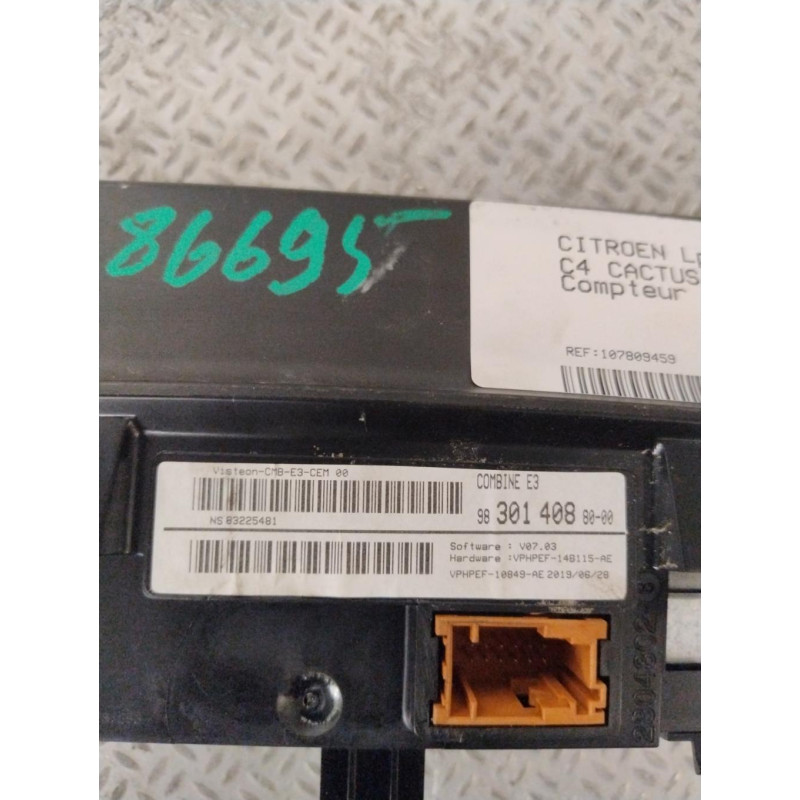 86695
CITROEN
C4 CACTUS
Compteur
REF:107809459
Visteon-CMB-E3-CEM 00
COMBINE E3
NS 83225481
98 301 408 80-00
Software : V07.03
Hardware :VPHPEF-14B115-AE
VPHPEF-10849-AE 2019/06/28